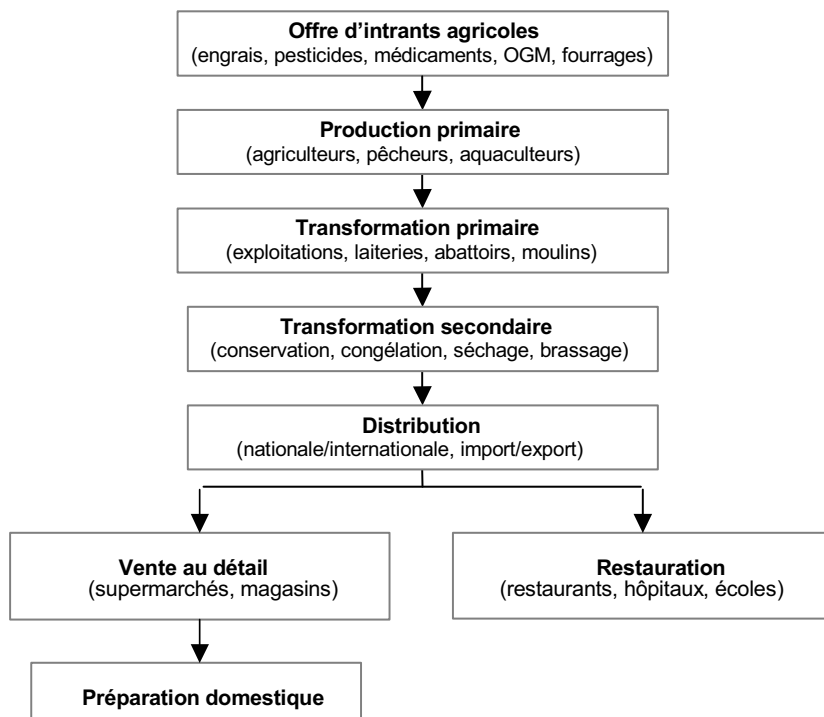 Offre d’intrants agricoles
(engrais, pesticides, médicaments, OGM, fourrages)
Production primaire
(agriculteurs, pêcheurs, aquaculteurs)
Transformation primaire
(exploitations, laiteries, abattoirs, moulins)
Transformation secondaire
(conservation, congélation, séchage, brassage)
Distribution
(nationale/internationale, import/export)
Vente au détail
(supermarchés, magasins)
Restauration
(restaurants, hôpitaux, écoles)
Préparation domestique